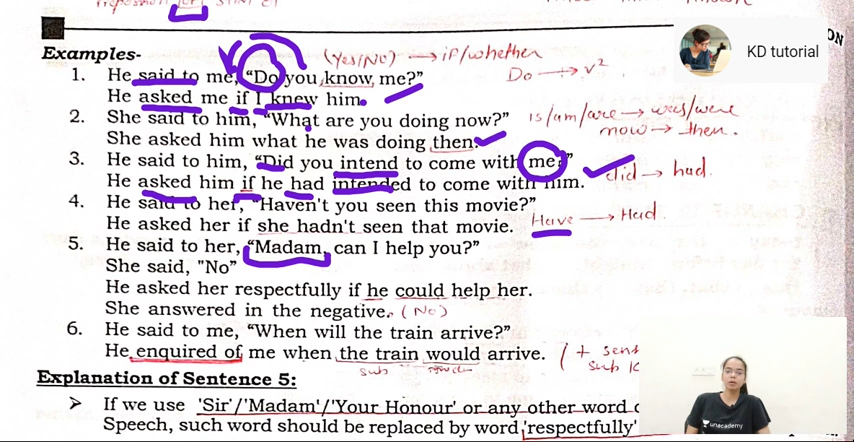 KD tutorial
ON
Examples-
(Yes/No) → if/whether
1. He said to me, “Do you know me?”
Do → v²
He asked me if I knew him.
2. She said to him, “What are you doing now?”
is/am/are → was/were
She asked him what he was doing then.
now → then.
3. He said to him, “Did you intend to come with me?”
did → had.
He asked him if he had intended to come with him.
4. He said to her, “Haven't you seen this movie?”
He asked her if she hadn't seen that movie.
Have → Had.
5. He said to her, “Madam, can I help you?”
She said, "No"
He asked her respectfully if he could help her.
She answered in the negative. (No)
6. He said to me, “When will the train arrive?”
He enquired of me when the train would arrive.
(+ sent
sub
sub
Explanation of Sentence 5:
➤ If we use 'Sir'/'Madam'/'Your Honour' or any other word
Speech, such word should be replaced by word 'respectfully'
unacademy